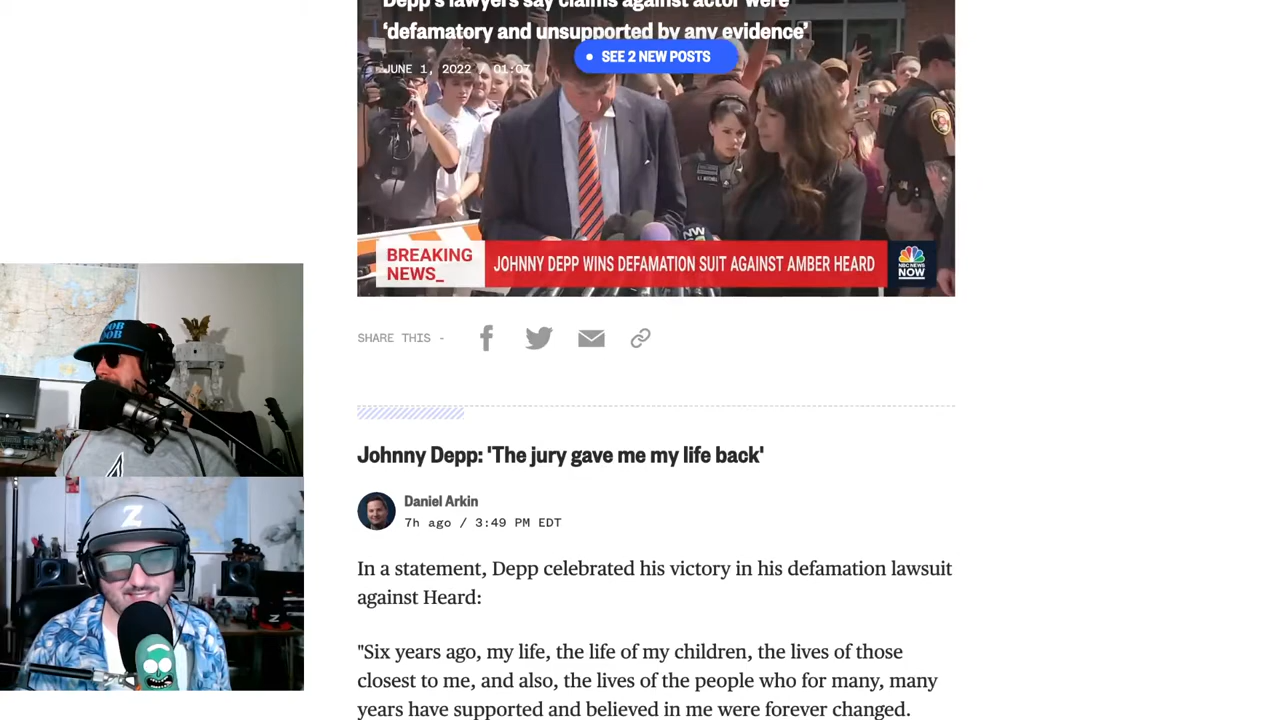 Depp's lawyers say claims against actor were
‘defamatory and unsupported by any evidence’
SEE 2 NEW POSTS
JUNE 1, 2022 / 01:07
NW
BREAKING
NEWS_
JOHNNY DEPP WINS DEFAMATION SUIT AGAINST AMBER HEARD
NBC NEWS
NOW
SHARE THIS -
Johnny Depp: 'The jury gave me my life back'
Daniel Arkin
7h ago / 3:49 PM EDT
In a statement, Depp celebrated his victory in his defamation lawsuit
against Heard:
"Six years ago, my life, the life of my children, the lives of those
closest to me, and also, the lives of the people who for many, many
years have supported and believed in me were forever changed.
Z